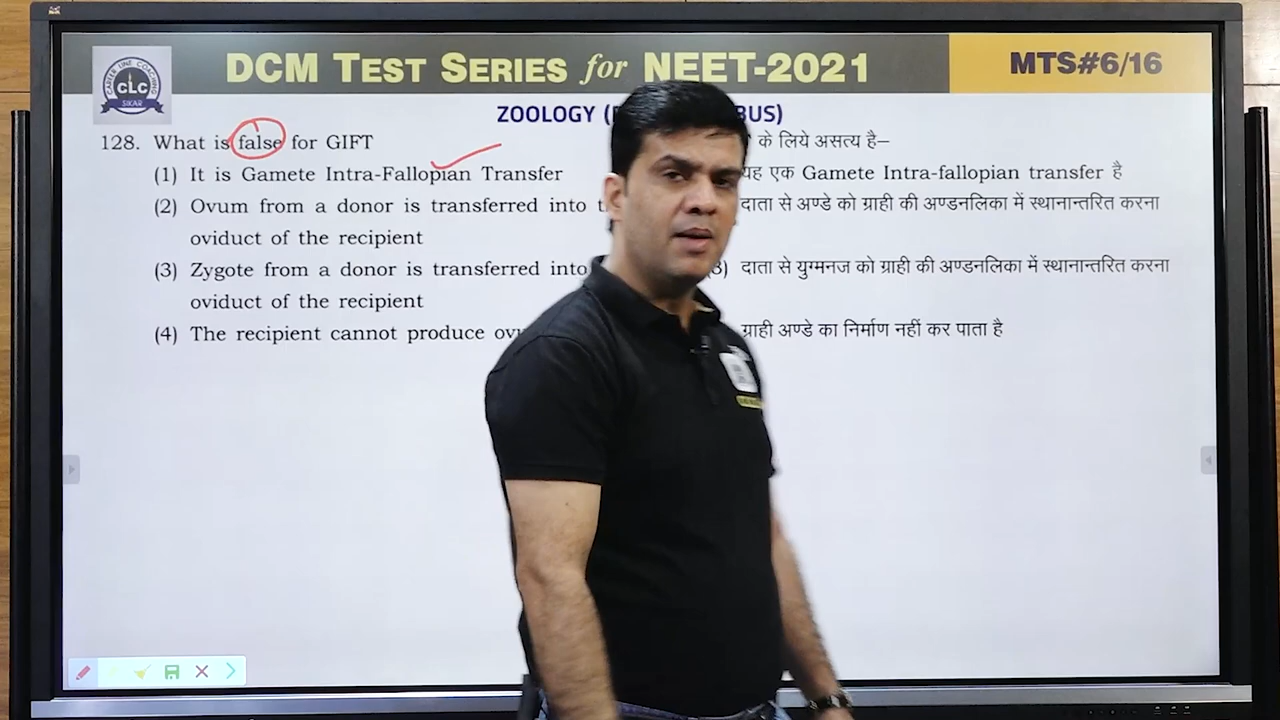 DCM TEST SERIES for NEET-2021
MTS#6/16
CAREER LINE COACHING
CLC
SIKAR
ZOOLOGY
BUS)
128. What is false for GIFT
(1) It is Gamete Intra-Fallopian Transfer
(2) Ovum from a donor is transferred into
oviduct of the recipient
(3) Zygote from a donor is transferred into
oviduct of the recipient
(4) The recipient cannot produce
के लिये असत्य है–
यह एक Gamete Intra-fallopian transfer है
दाता से अण्डे को ग्राही की अण्डनलिका में स्थानान्तरित करना
दाता से युग्मनज को ग्राही की अण्डनलिका में स्थानान्तरित करना
ग्राही अण्डे का निर्माण नहीं कर पाता है